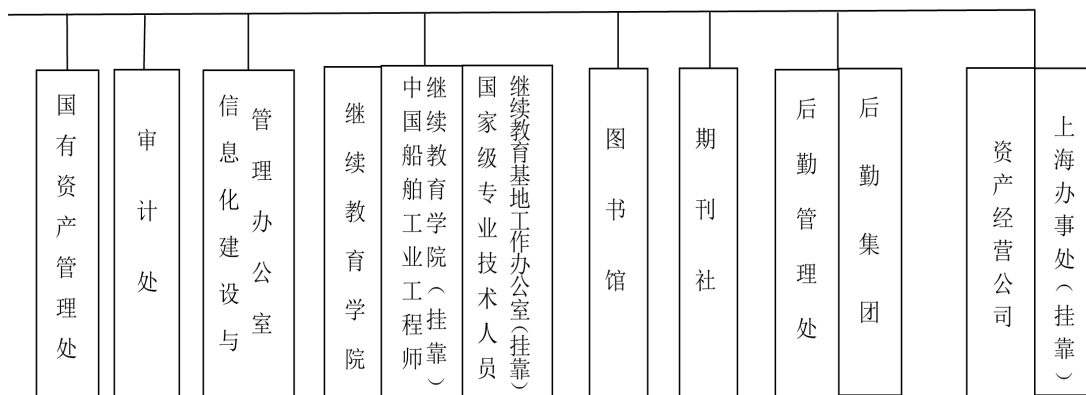 国有资产管理处
审计处
信息化建设与
管理办公室
继续教育学院
中国船舶工业工程师
继续教育学院（挂靠）
国家级专业技术人员
继续教育基地工作办公室（挂靠）
图书馆
期刊社
后勤管理处
后勤集团
资产经营公司
上海办事处（挂靠）